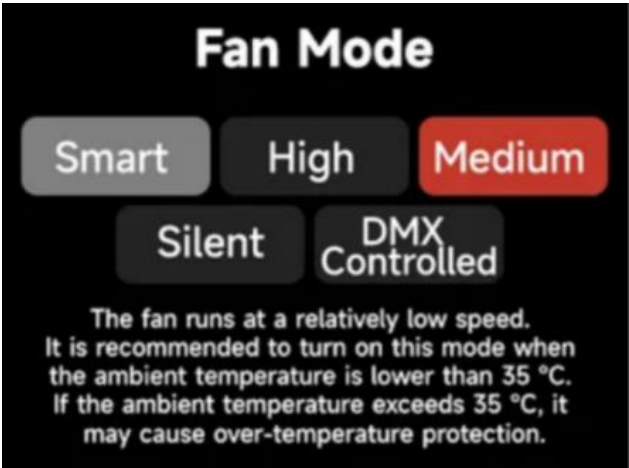 Fan Mode
Smart High Medium
Silent DMX Controlled
The fan runs at a relatively low speed.
It is recommended to turn on this mode when
the ambient temperature is lower than 35 °C.
If the ambient temperature exceeds 35 °C, it
may cause over-temperature protection.